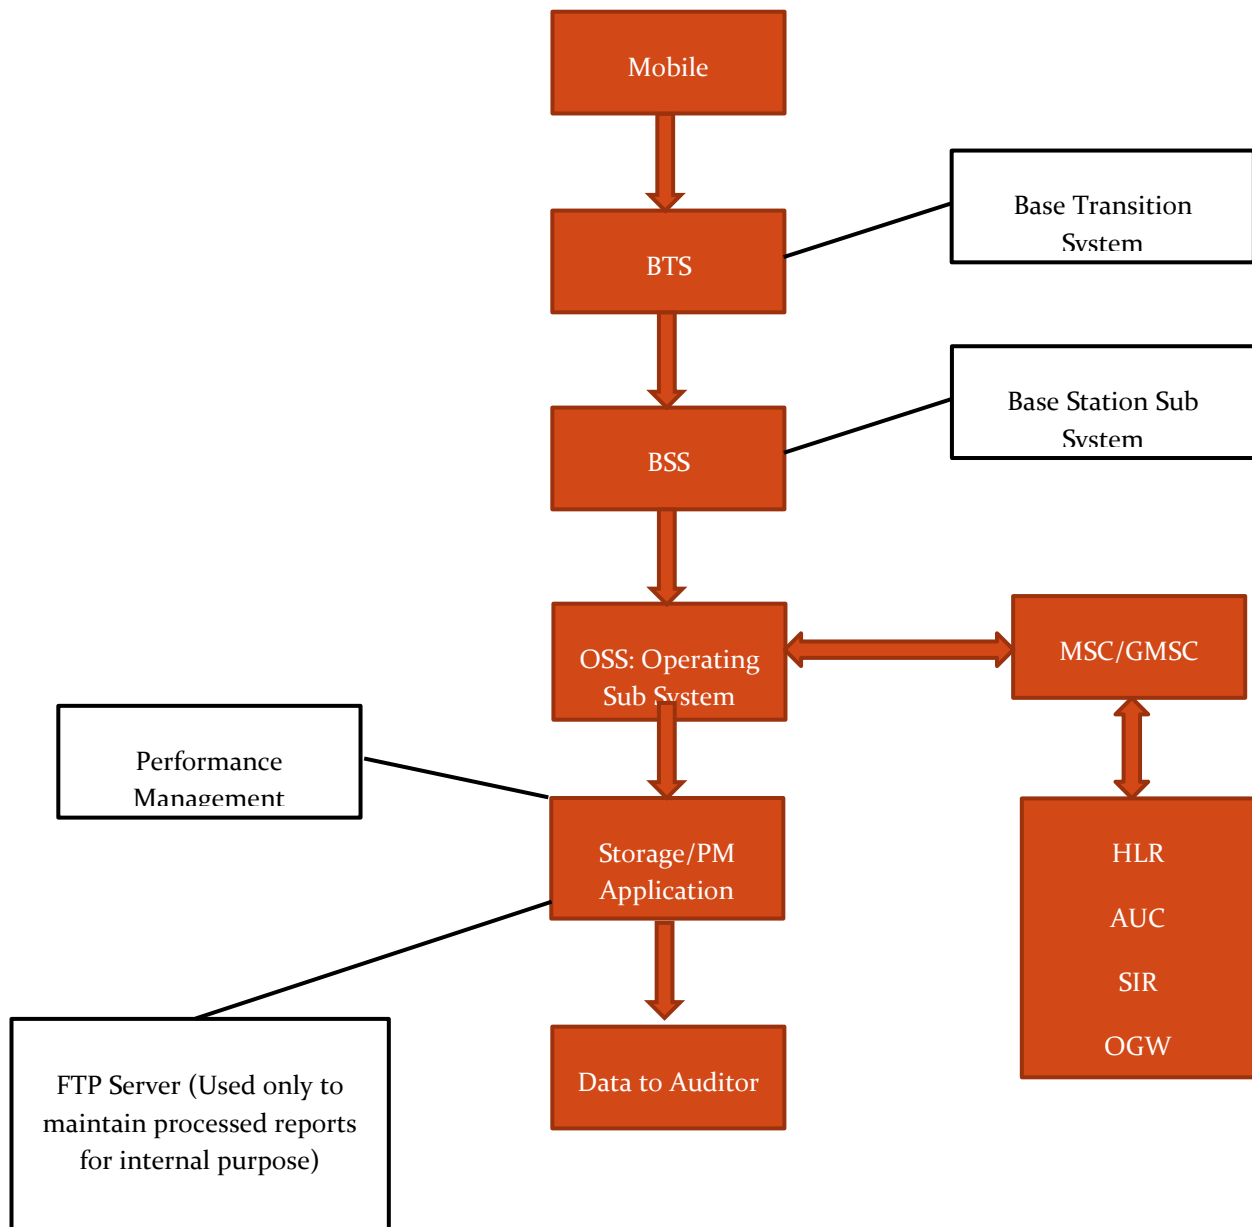 Mobile
Base Transition
System
BTS
Base Station Sub
System
BSS
OSS: Operating
Sub System
MSC/GMSC
Performance
Management
Storage/PM
Application
HLR
AUC
SIR
OGW
FTP Server (Used only to
maintain processed reports
for internal purpose)
Data to Auditor